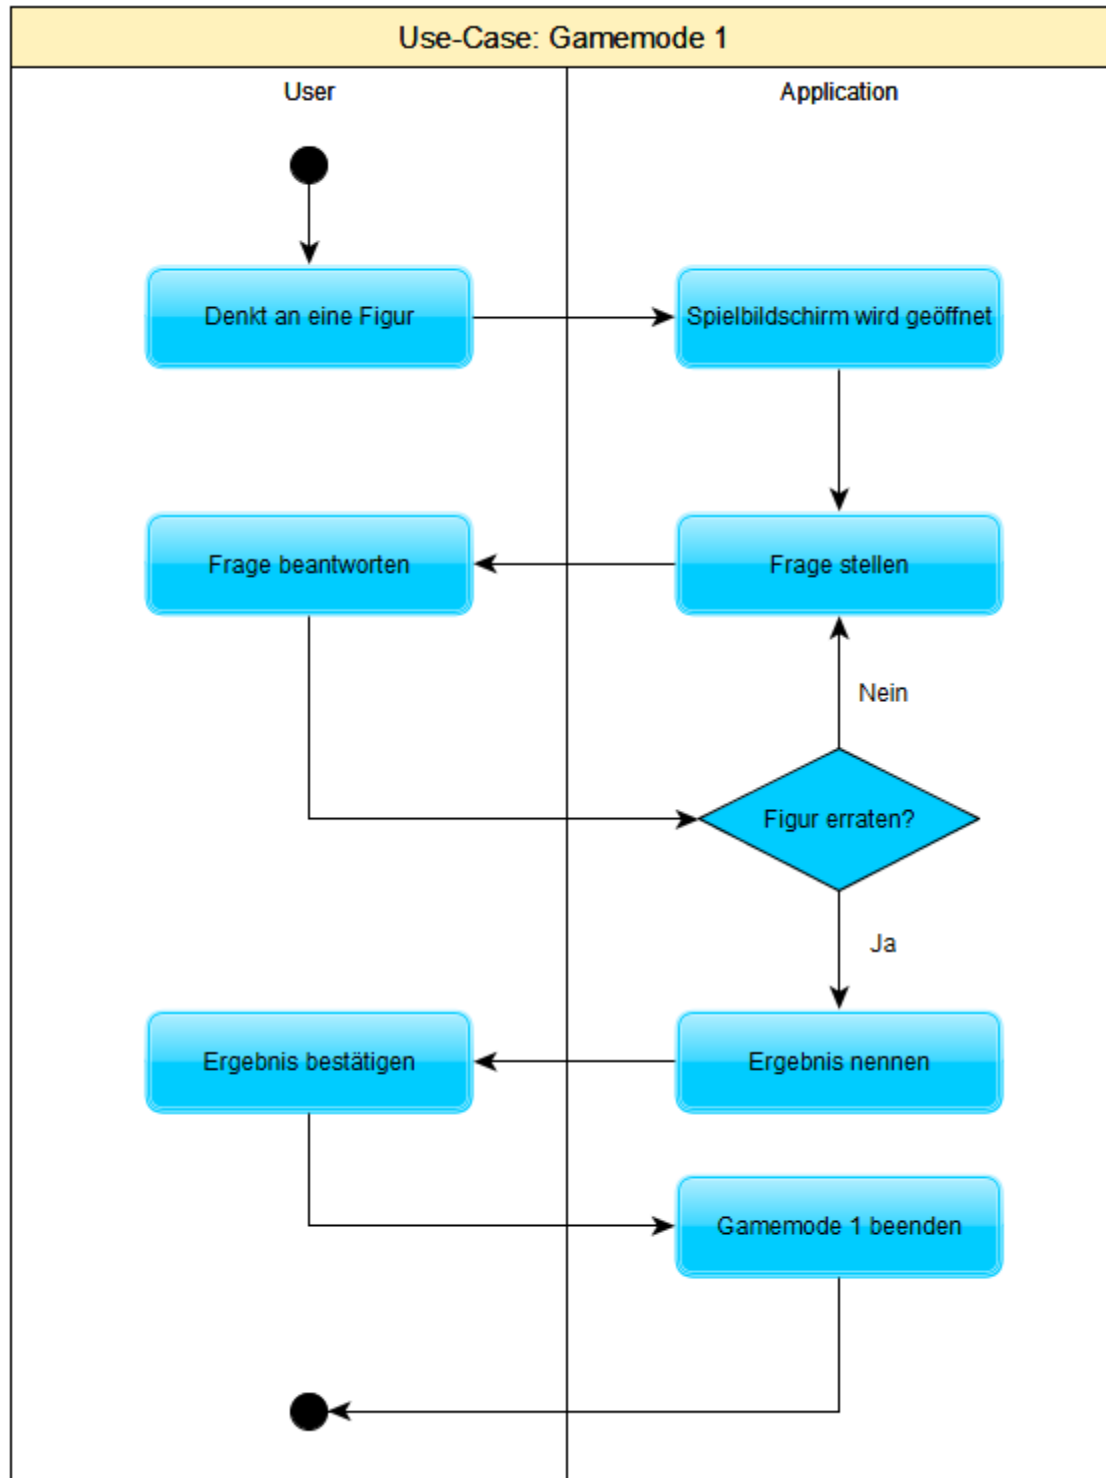 Use-Case: Gamemode 1
User
Application
Denkt an eine Figur
Spielbildschirm wird geöffnet
Frage beantworten
Frage stellen
Nein
Figur erraten?
Ja
Ergebnis bestätigen
Ergebnis nennen
Gamemode 1 beenden